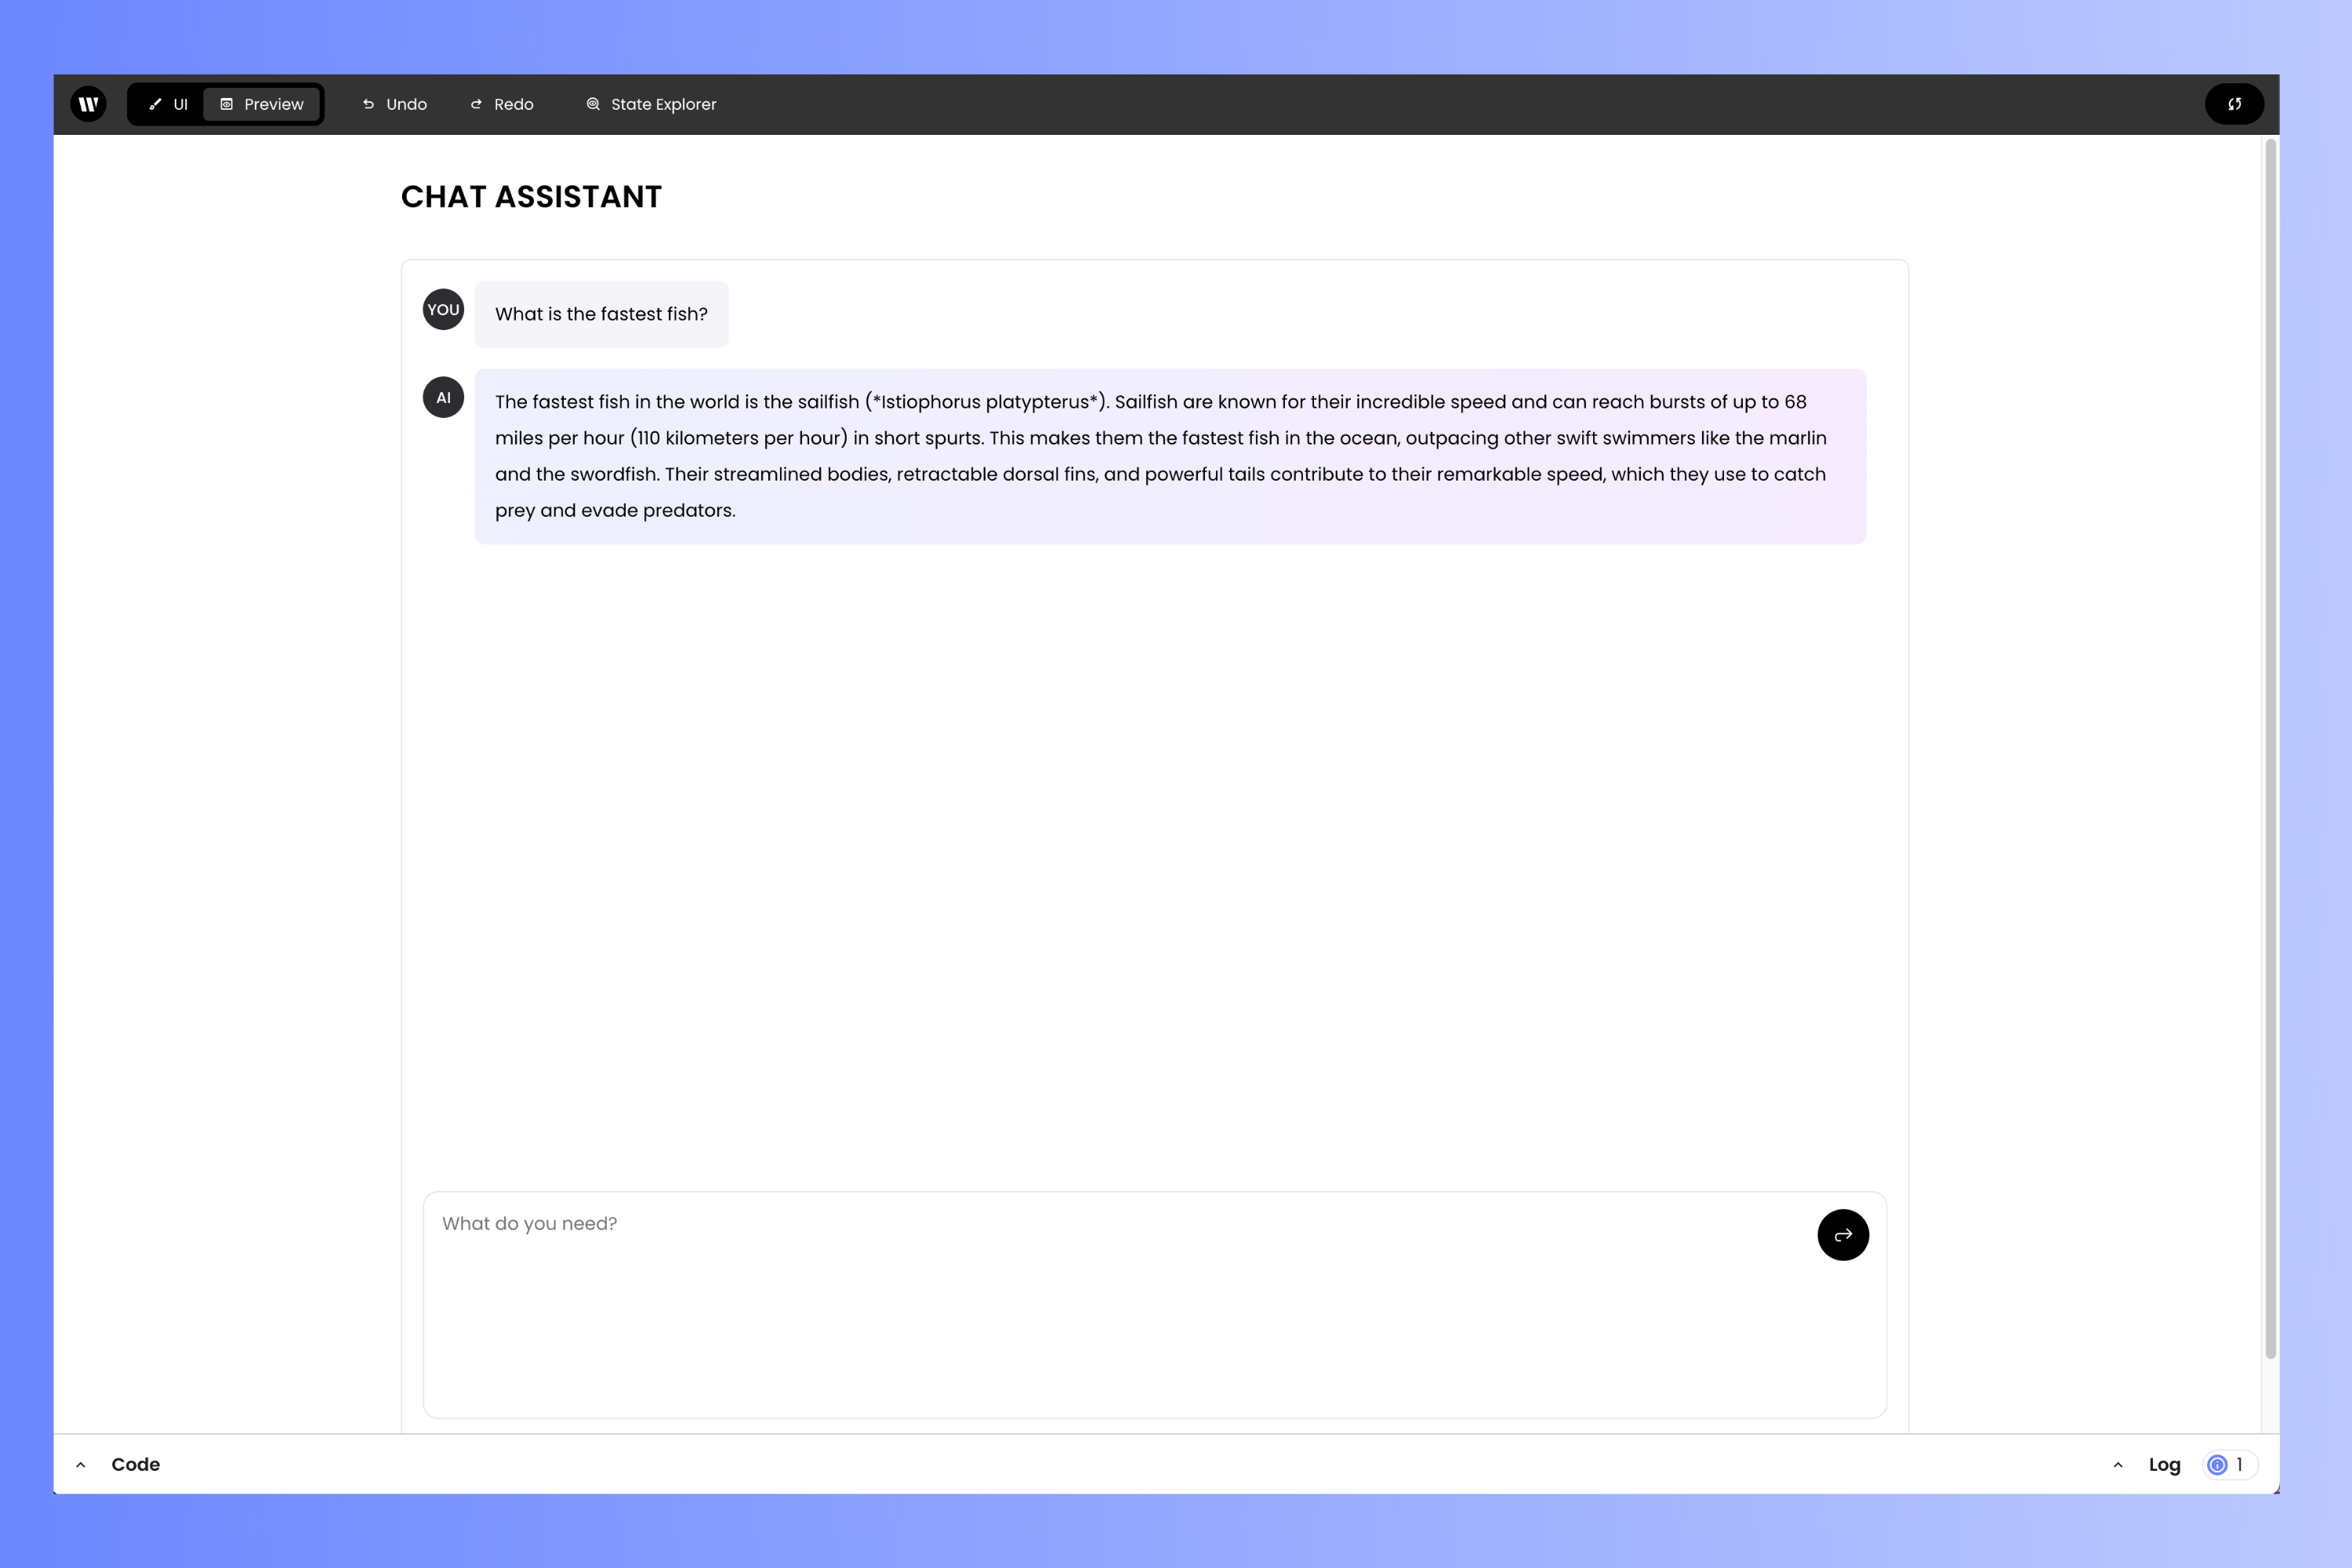 W
UI
Preview
Undo
Redo
State Explorer
CHAT ASSISTANT
YOU
What is the fastest fish?
AI
The fastest fish in the world is the sailfish (*Istiophorus platypterus*). Sailfish are known for their incredible speed and can reach bursts of up to 68
miles per hour (110 kilometers per hour) in short spurts. This makes them the fastest fish in the ocean, outpacing other swift swimmers like the marlin
and the swordfish. Their streamlined bodies, retractable dorsal fins, and powerful tails contribute to their remarkable speed, which they use to catch
prey and evade predators.
What do you need?
Code
Log
1